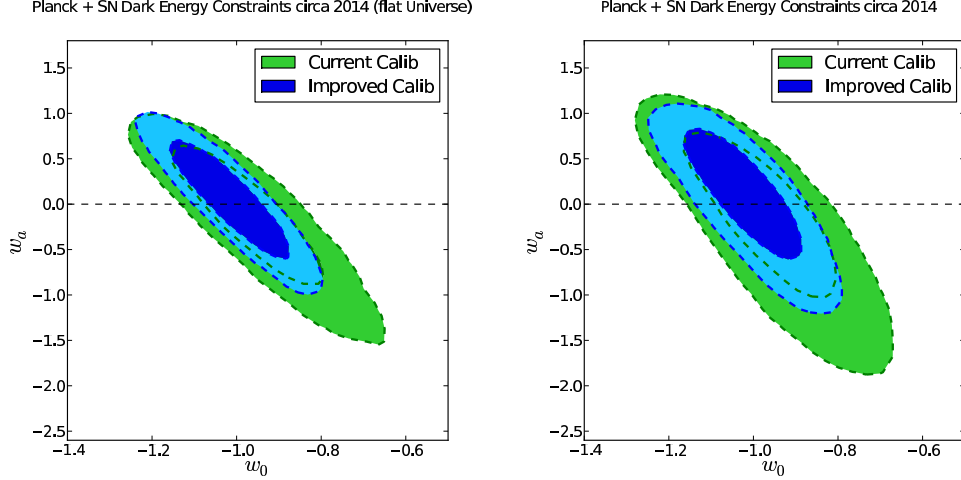 Planck + SN Dark Energy Constraints circa 2014 (flat Universe)
Current Calib
Improved Calib
1.5
1.0
0.5
0.0
−0.5
−1.0
−1.5
−2.0
−2.5
w_a
−1.4 −1.2 −1.0 −0.8 −0.6
w_0
Planck + SN Dark Energy Constraints circa 2014
Current Calib
Improved Calib
1.5
1.0
0.5
0.0
−0.5
−1.0
−1.5
−2.0
−2.5
w_a
−1.4 −1.2 −1.0 −0.8 −0.6
w_0